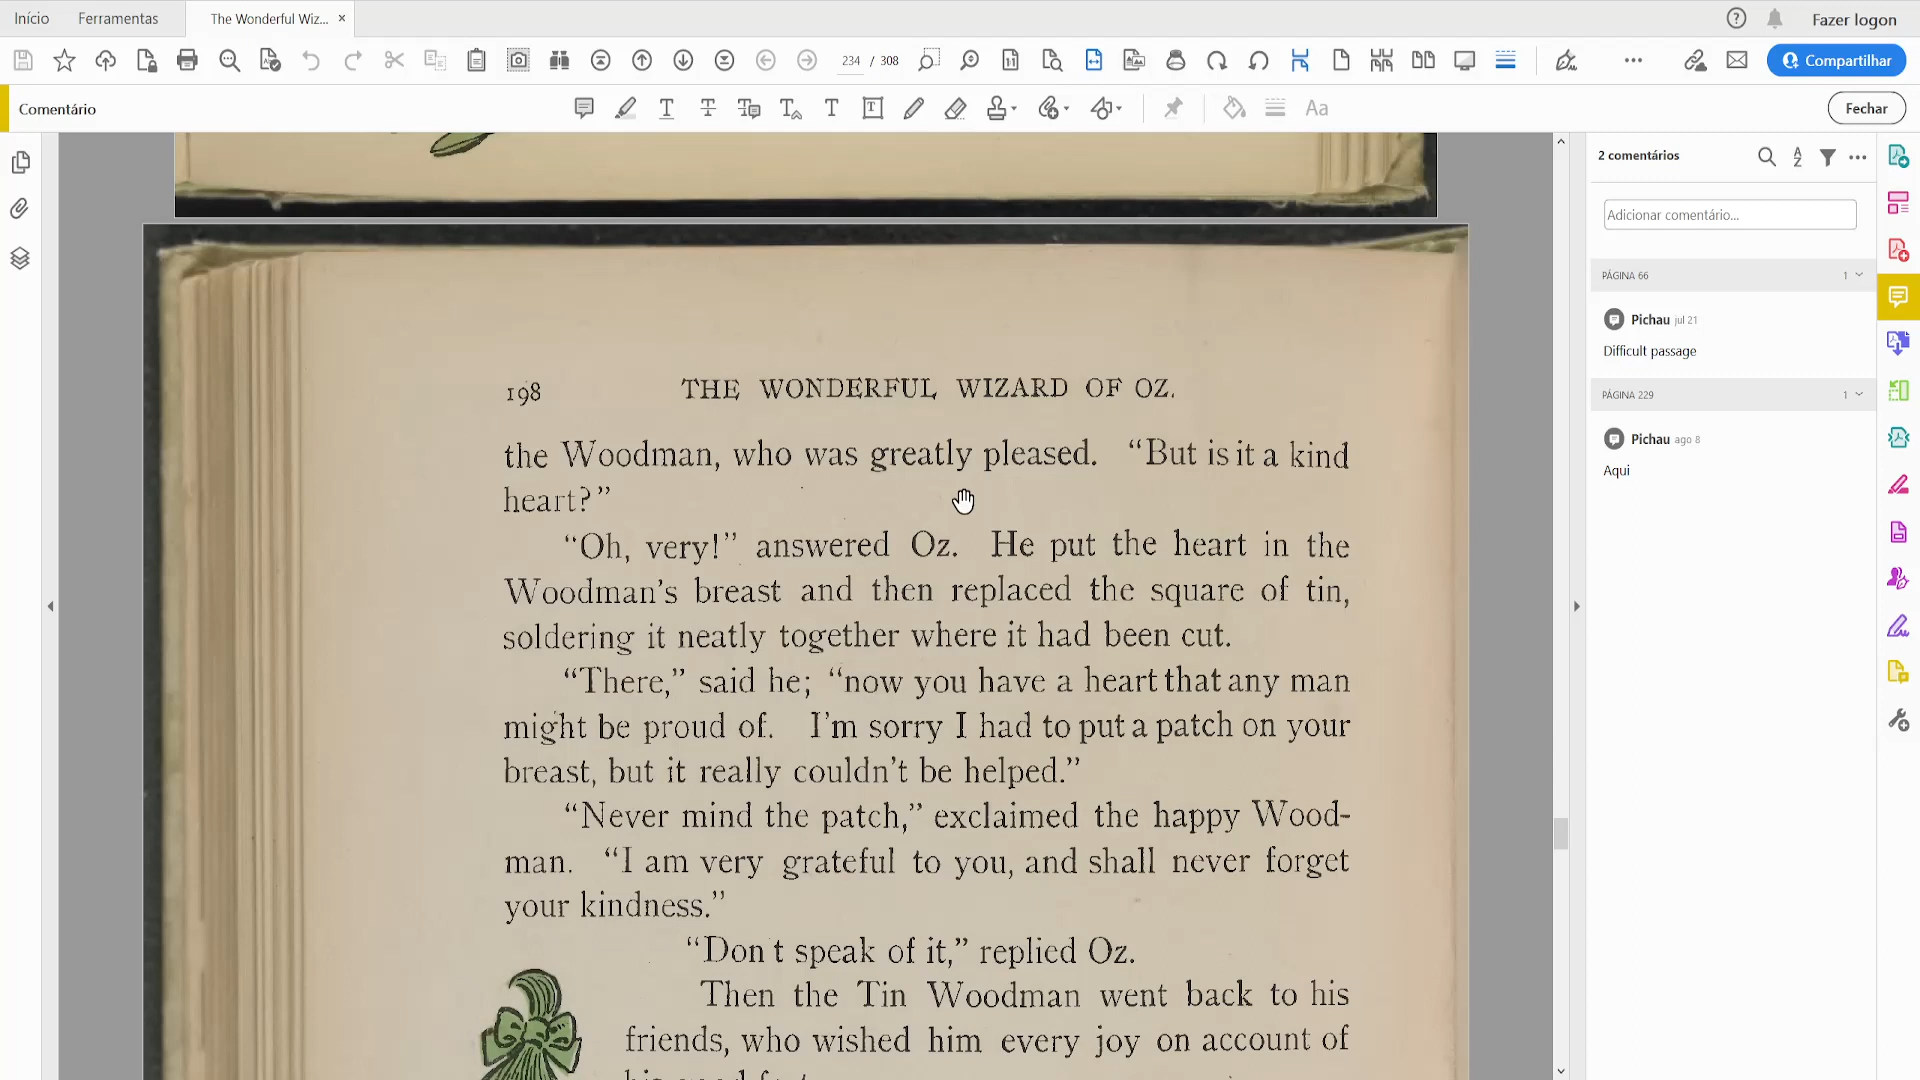 Início Ferramentas The Wonderful Wiz... × Fazer logon
234 / 308 Compartilhar
Comentário Fechar
2 comentários
Adicionar comentário...
PÁGINA 66 1
Pichau jul 21
Difficult passage
PÁGINA 229 1
Pichau ago 8
Aqui
198 THE WONDERFUL WIZARD OF OZ.
the Woodman, who was greatly pleased. “But is it a kind
heart?”
“Oh, very!” answered Oz. He put the heart in the
Woodman's breast and then replaced the square of tin,
soldering it neatly together where it had been cut.
“There,” said he; “now you have a heart that any man
might be proud of. I'm sorry I had to put a patch on your
breast, but it really couldn't be helped.”
“Never mind the patch,” exclaimed the happy Wood-
man. “I am very grateful to you, and shall never forget
your kindness.”
“Don t speak of it,” replied Oz.
Then the Tin Woodman went back to his
friends, who wished him every joy on account of